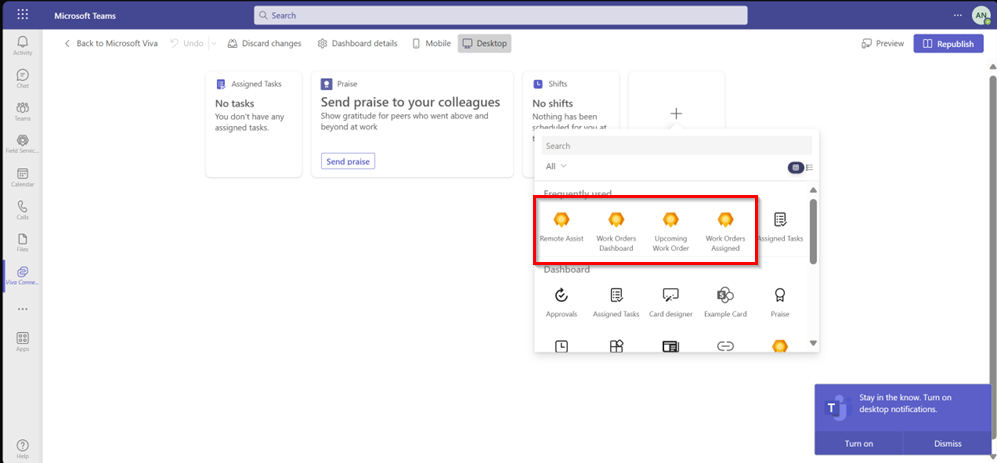 Microsoft Teams
Search
AN
Activity
Chat
Teams
Field Servic...
Calendar
Calls
Files
Viva Conne...
Apps
Help
Back to Microsoft Viva
Undo
Discard changes
Dashboard details
Mobile
Desktop
Preview
Republish
Assigned Tasks
No tasks
You don't have any
assigned tasks.
Praise
Send praise to your colleagues
Show gratitude for peers who went above and
beyond at work
Send praise
Shifts
No shifts
Nothing has been
scheduled for you at
Search
All
Frequently used
Remote Assist
Work Orders
Dashboard
Upcoming
Work Order
Work Orders
Assigned
Assigned Tasks
Dashboard
Approvals
Assigned Tasks
Card designer
Example Card
Praise
Stay in the know. Turn on
desktop notifications.
Turn on
Dismiss